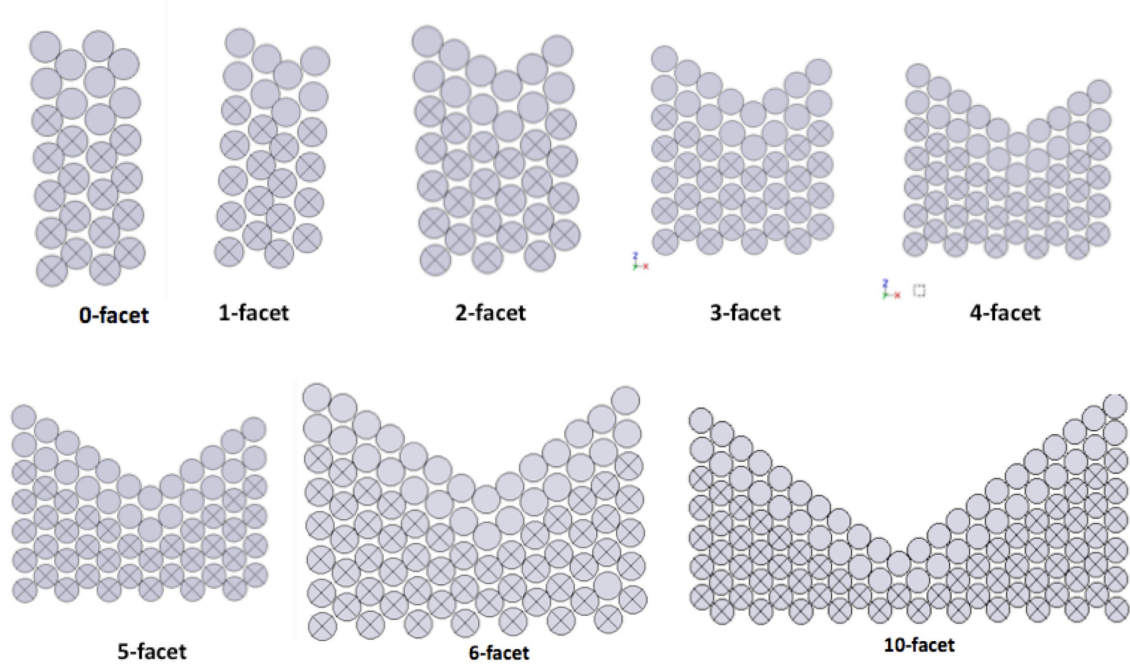 z
x
z
x
0-facet
1-facet
2-facet
3-facet
4-facet
5-facet
6-facet
10-facet